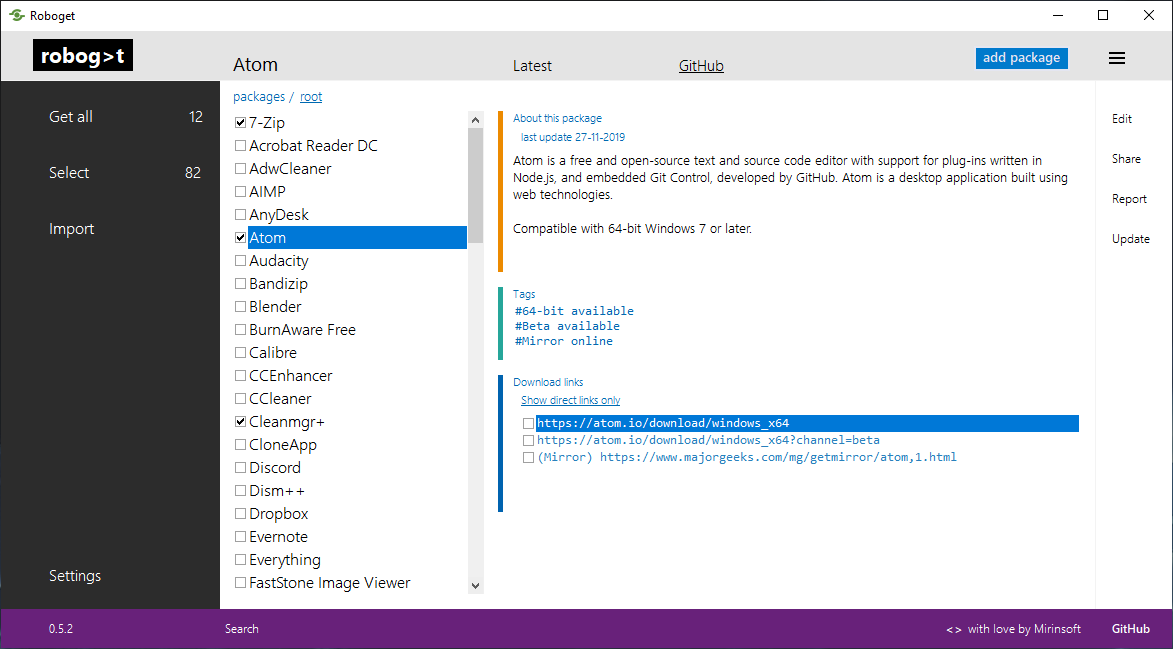 Roboget
robog>t
Atom
Latest
GitHub
add package
Get all 12
Select 82
Import
Settings
packages / root
7-Zip
Acrobat Reader DC
AdwCleaner
AIMP
AnyDesk
Atom
Audacity
Bandizip
Blender
BurnAware Free
Calibre
CCEnhancer
CCleaner
Cleanmgr+
CloneApp
Discord
Dism++
Dropbox
Evernote
Everything
FastStone Image Viewer
About this package
last update 27-11-2019
Atom is a free and open-source text and source code editor with support for plug-ins written in
Node.js, and embedded Git Control, developed by GitHub. Atom is a desktop application built using
web technologies.
Compatible with 64-bit Windows 7 or later.
Tags
#64-bit available
#Beta available
#Mirror online
Download links
Show direct links only
https://atom.io/download/windows_x64
https://atom.io/download/windows_x64?channel=beta
(Mirror) https://www.majorgeeks.com/mg/getmirror/atom,1.html
Edit
Share
Report
Update
0.5.2
Search
<> with love by Mirinsoft
GitHub